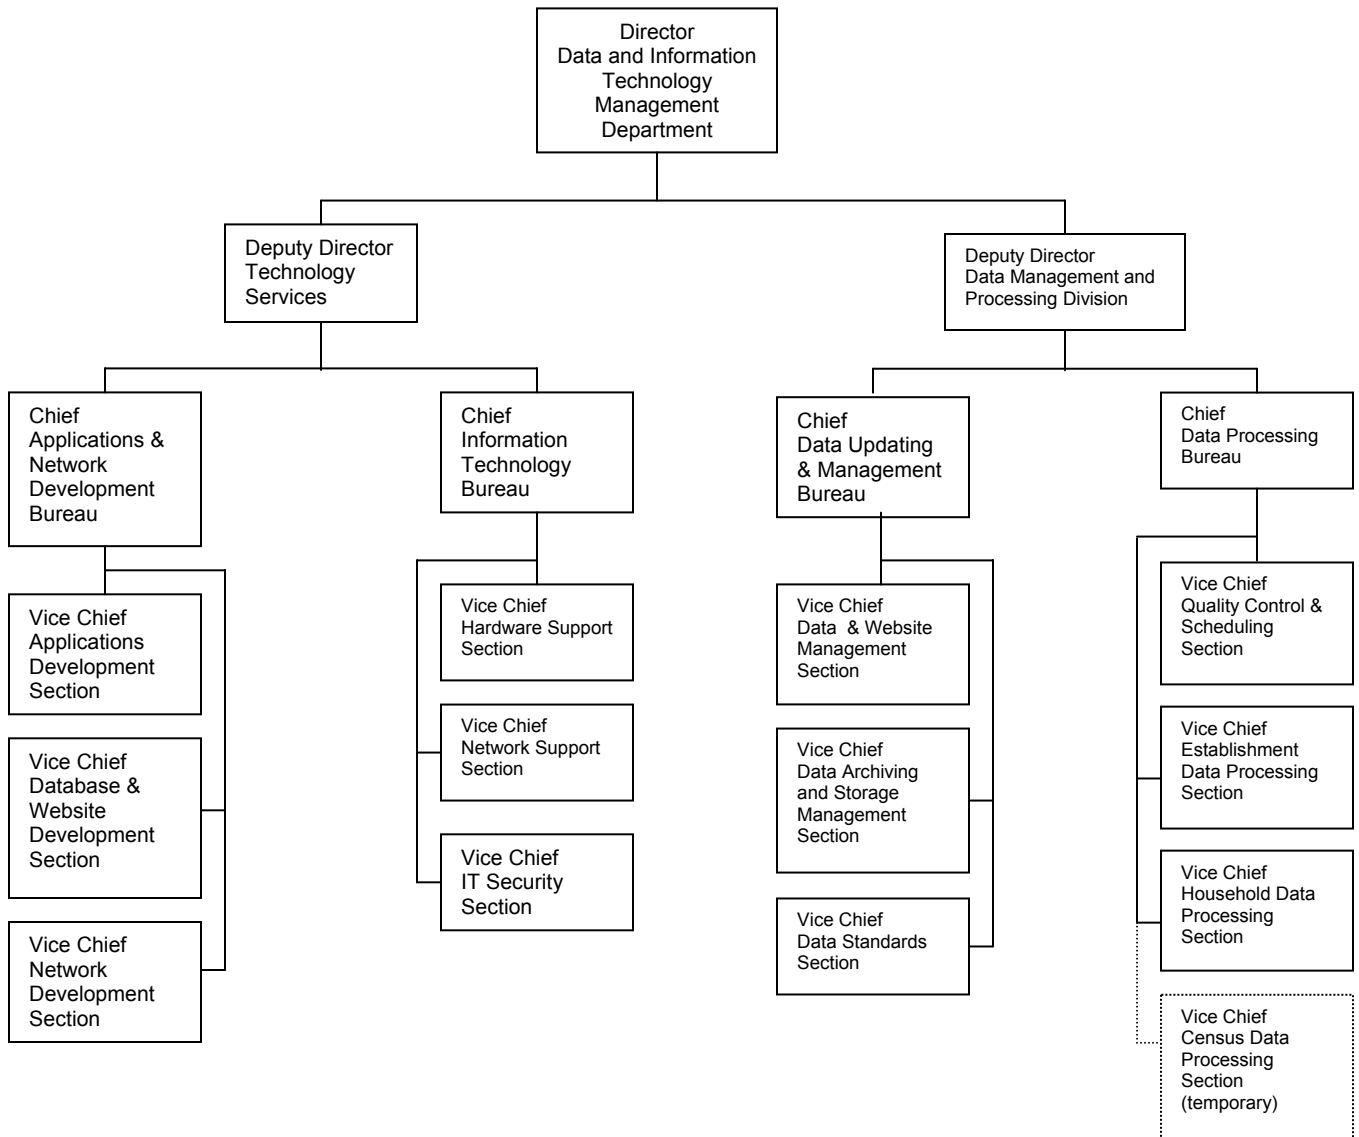 Director
Data and Information
Technology
Management
Department
Deputy Director
Technology
Services
Deputy Director
Data Management and
Processing Division
Chief
Applications &
Network
Development
Bureau
Chief
Information
Technology
Bureau
Chief
Data Updating
& Management
Bureau
Chief
Data Processing
Bureau
Vice Chief
Applications
Development
Section
Vice Chief
Database &
Website
Development
Section
Vice Chief
Network
Development
Section
Vice Chief
Hardware Support
Section
Vice Chief
Network Support
Section
Vice Chief
IT Security
Section
Vice Chief
Data & Website
Management
Section
Vice Chief
Data Archiving
and Storage
Management
Section
Vice Chief
Data Standards
Section
Vice Chief
Quality Control &
Scheduling
Section
Vice Chief
Establishment
Data Processing
Section
Vice Chief
Household Data
Processing
Section
Vice Chief
Census Data
Processing
Section
(temporary)